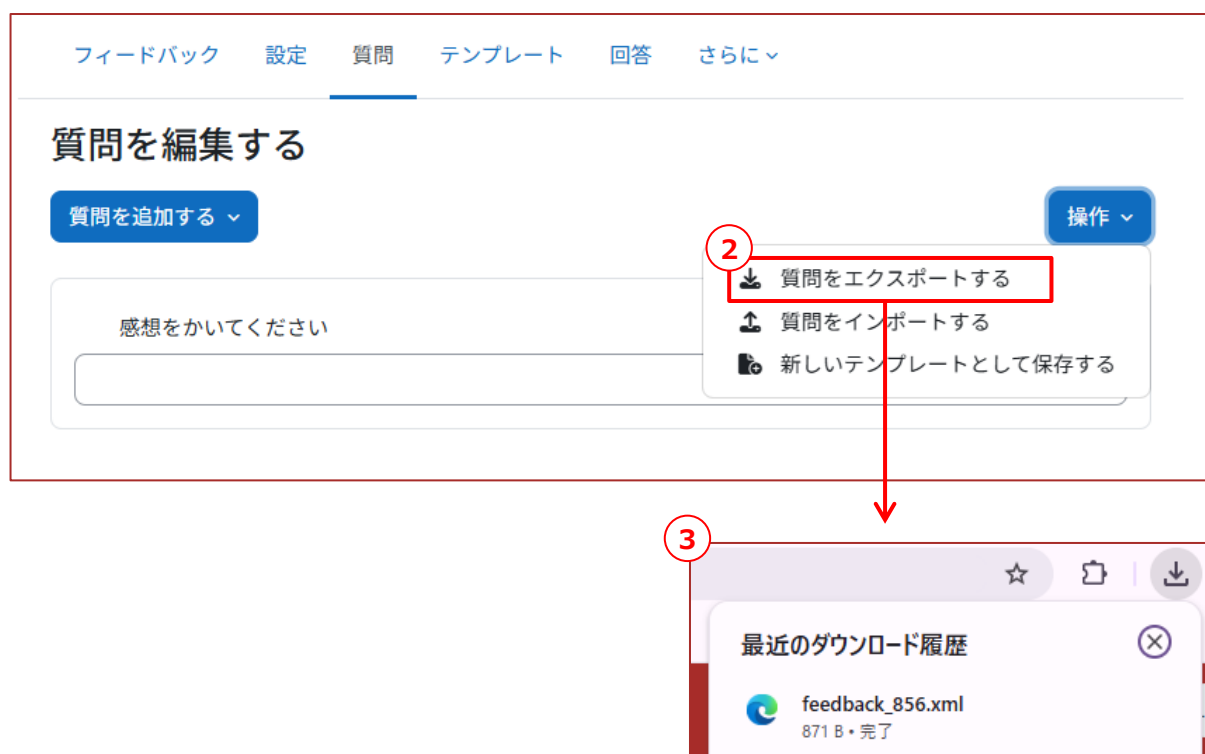 フィードバック 設定 質問 テンプレート 回答 さらに
質問を編集する
質問を追加する
操作
2
質問をエクスポートする
感想をかいてください
質問をインポートする
新しいテンプレートとして保存する
3
最近のダウンロード履歴
feedback_856.xml
871 B • 完了